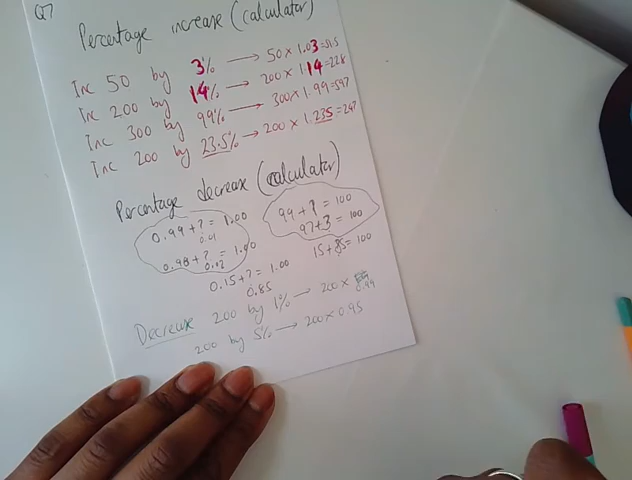 Q7
Percentage increase (calculator)
Inc 50 by 3% → 50 × 1.03 = 51.5
Inc 200 by 14% → 200 × 1.14 = 228
Inc 300 by 99% → 300 × 1.99 = 597
Inc 200 by 23.5% → 200 × 1.235 = 247
Percentage decrease (calculator)
0.99 + ? = 1.00
0.01
0.98 + ? = 1.00
0.02
0.15 + ? = 1.00
0.85
99 + ? = 100
97 + 3 = 100
15 + 85 = 100
Decrease 200 by 1% → 200 × 0.99
200 by 5% → 200 × 0.95